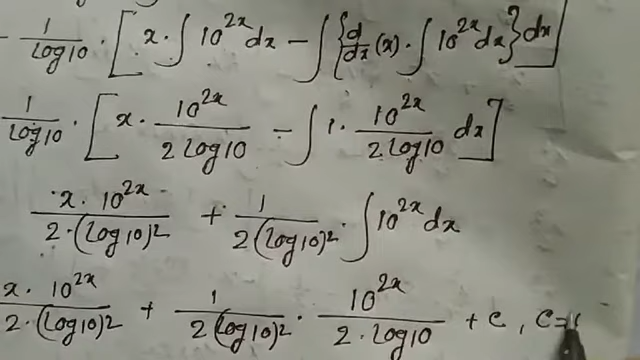 - 1/log10 · [x · ∫ 10^{2x} dx - ∫ {d/dx (x) · ∫ 10^{2x} dx} dx]
1/log10 · [x · 10^{2x}/(2 log10) - ∫ 1 · 10^{2x}/(2 log10) dx]
x · 10^{2x}/(2 · (log10)^2) + 1/(2(log10)^2) · ∫ 10^{2x} dx
x · 10^{2x}/(2 · (log10)^2) + 1/(2(log10)^2) · 10^{2x}/(2 · log10) + c, c=